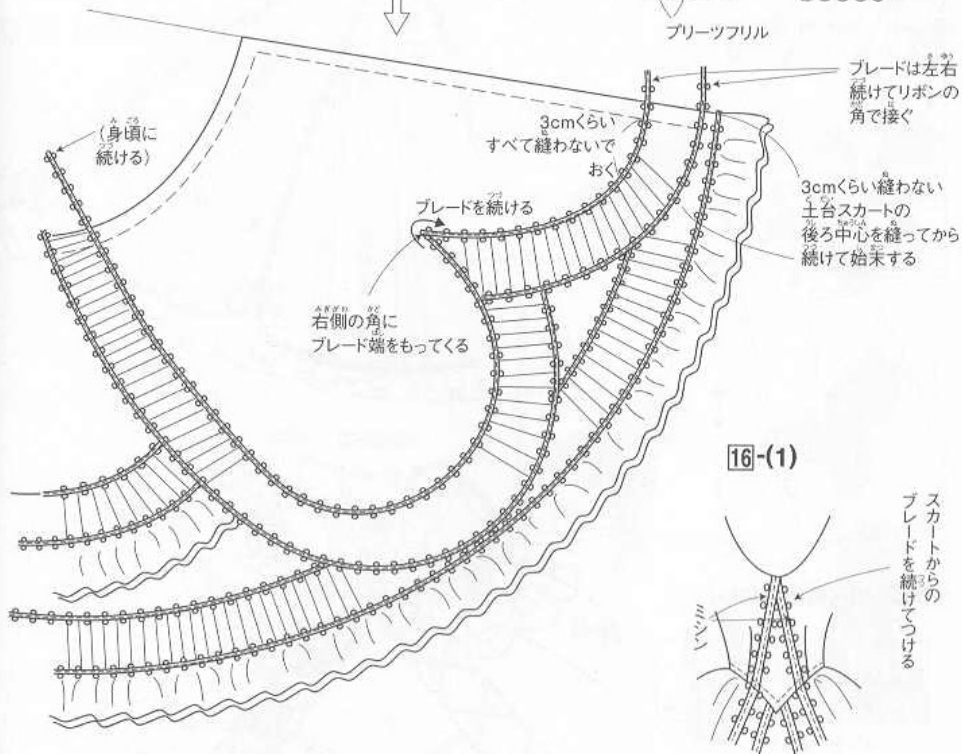 プリーツフリル
ブレードは左右
続けてリボンの
角で接ぐ
(身頃に
続ける)
3cmくらい
すべて縫わないで
おく
3cmくらい縫わない
土台スカートの
後ろ中心を縫ってから
続けて始末する
ブレードを続ける
右側の角に
ブレード端をもってくる
16-(1)
スカートからの
ブレードを続けてつける
ミシン